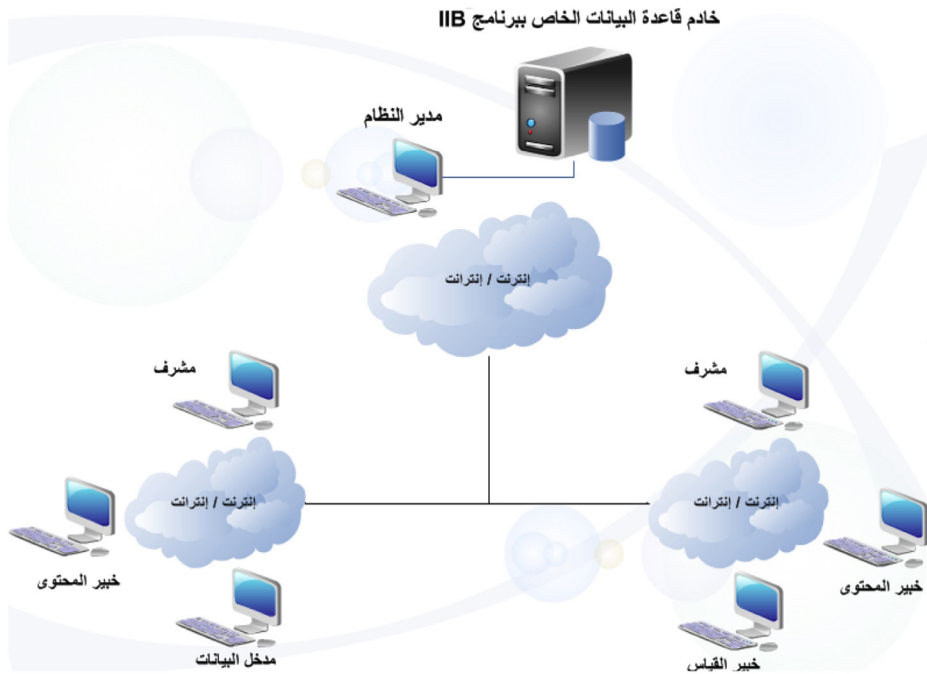 خادم قاعدة البيانات الخاص ببرنامج IIB
مدير النظام
إنترنت / إنترانت
مشرف
مشرف
إنترنت / إنترانت
إنترنت / إنترانت
خبير المحتوى
خبير المحتوى
خبير القياس
مدخل البيانات